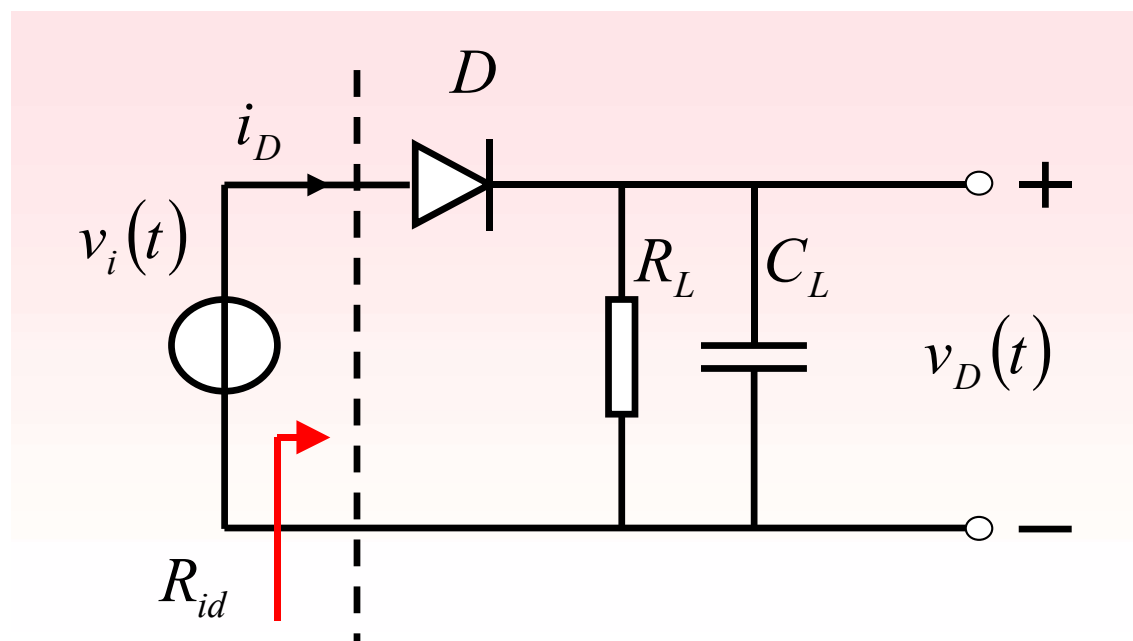 D
i_D
v_i(t)
R_L
C_L
+
v_D(t)
−
R_id